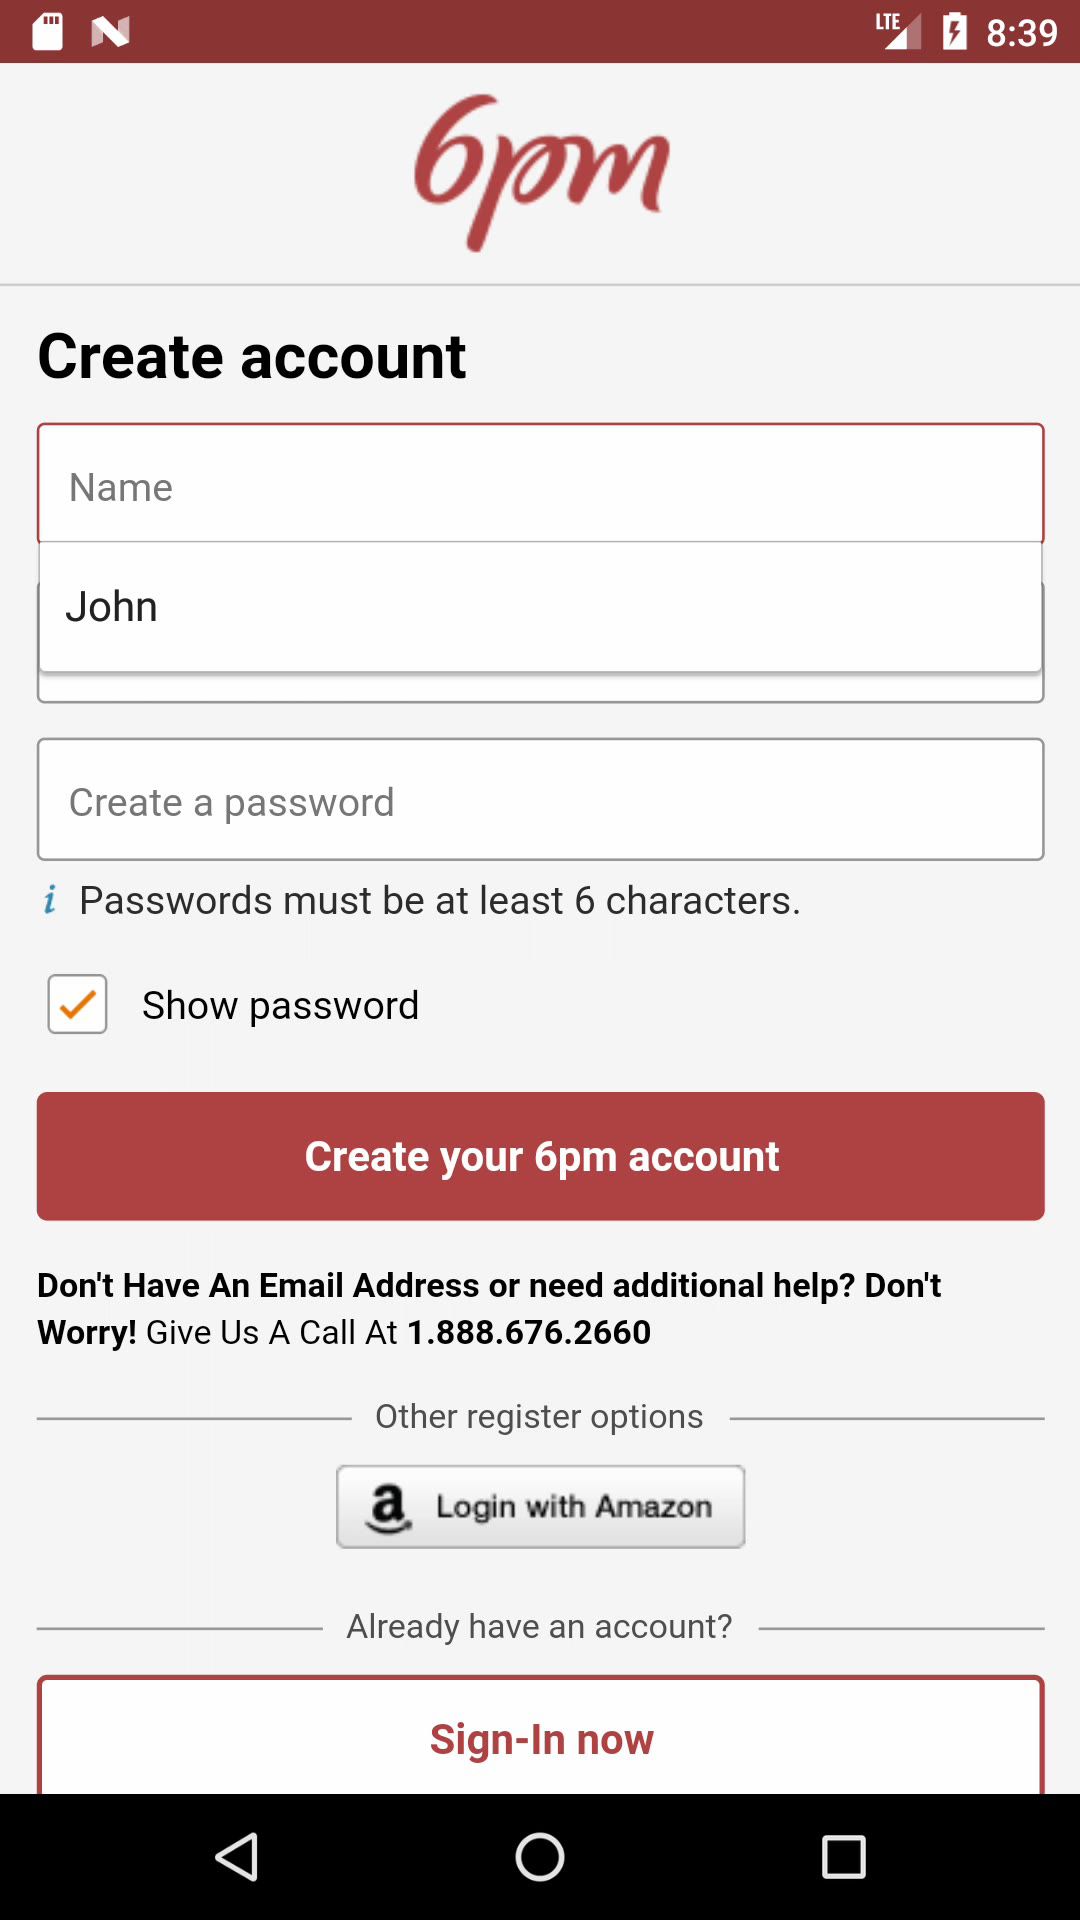 LTE 8:39
6pm
Create account
Name
John
Create a password
i Passwords must be at least 6 characters.
Show password
Create your 6pm account
Don't Have An Email Address or need additional help? Don't
Worry! Give Us A Call At 1.888.676.2660
Other register options
a Login with Amazon
Already have an account?
Sign-In now